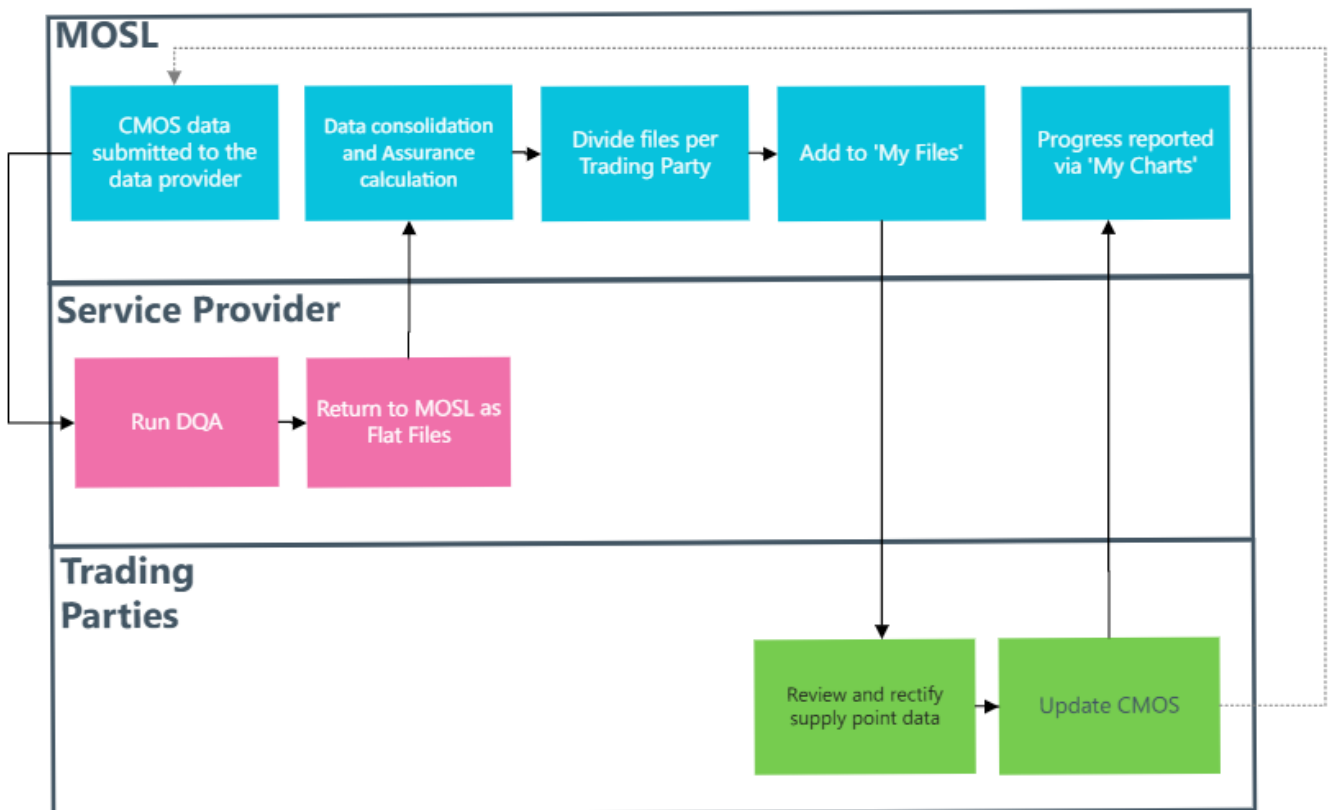 MOSL
CMOS data
submitted to the
data provider
Data consolidation
and Assurance
calculation
Divide files per
Trading Party
Add to 'My Files'
Progress reported
via 'My Charts'
Service Provider
Run DQA
Return to MOSL as
Flat Files
Trading
Parties
Review and rectify
supply point data
Update CMOS